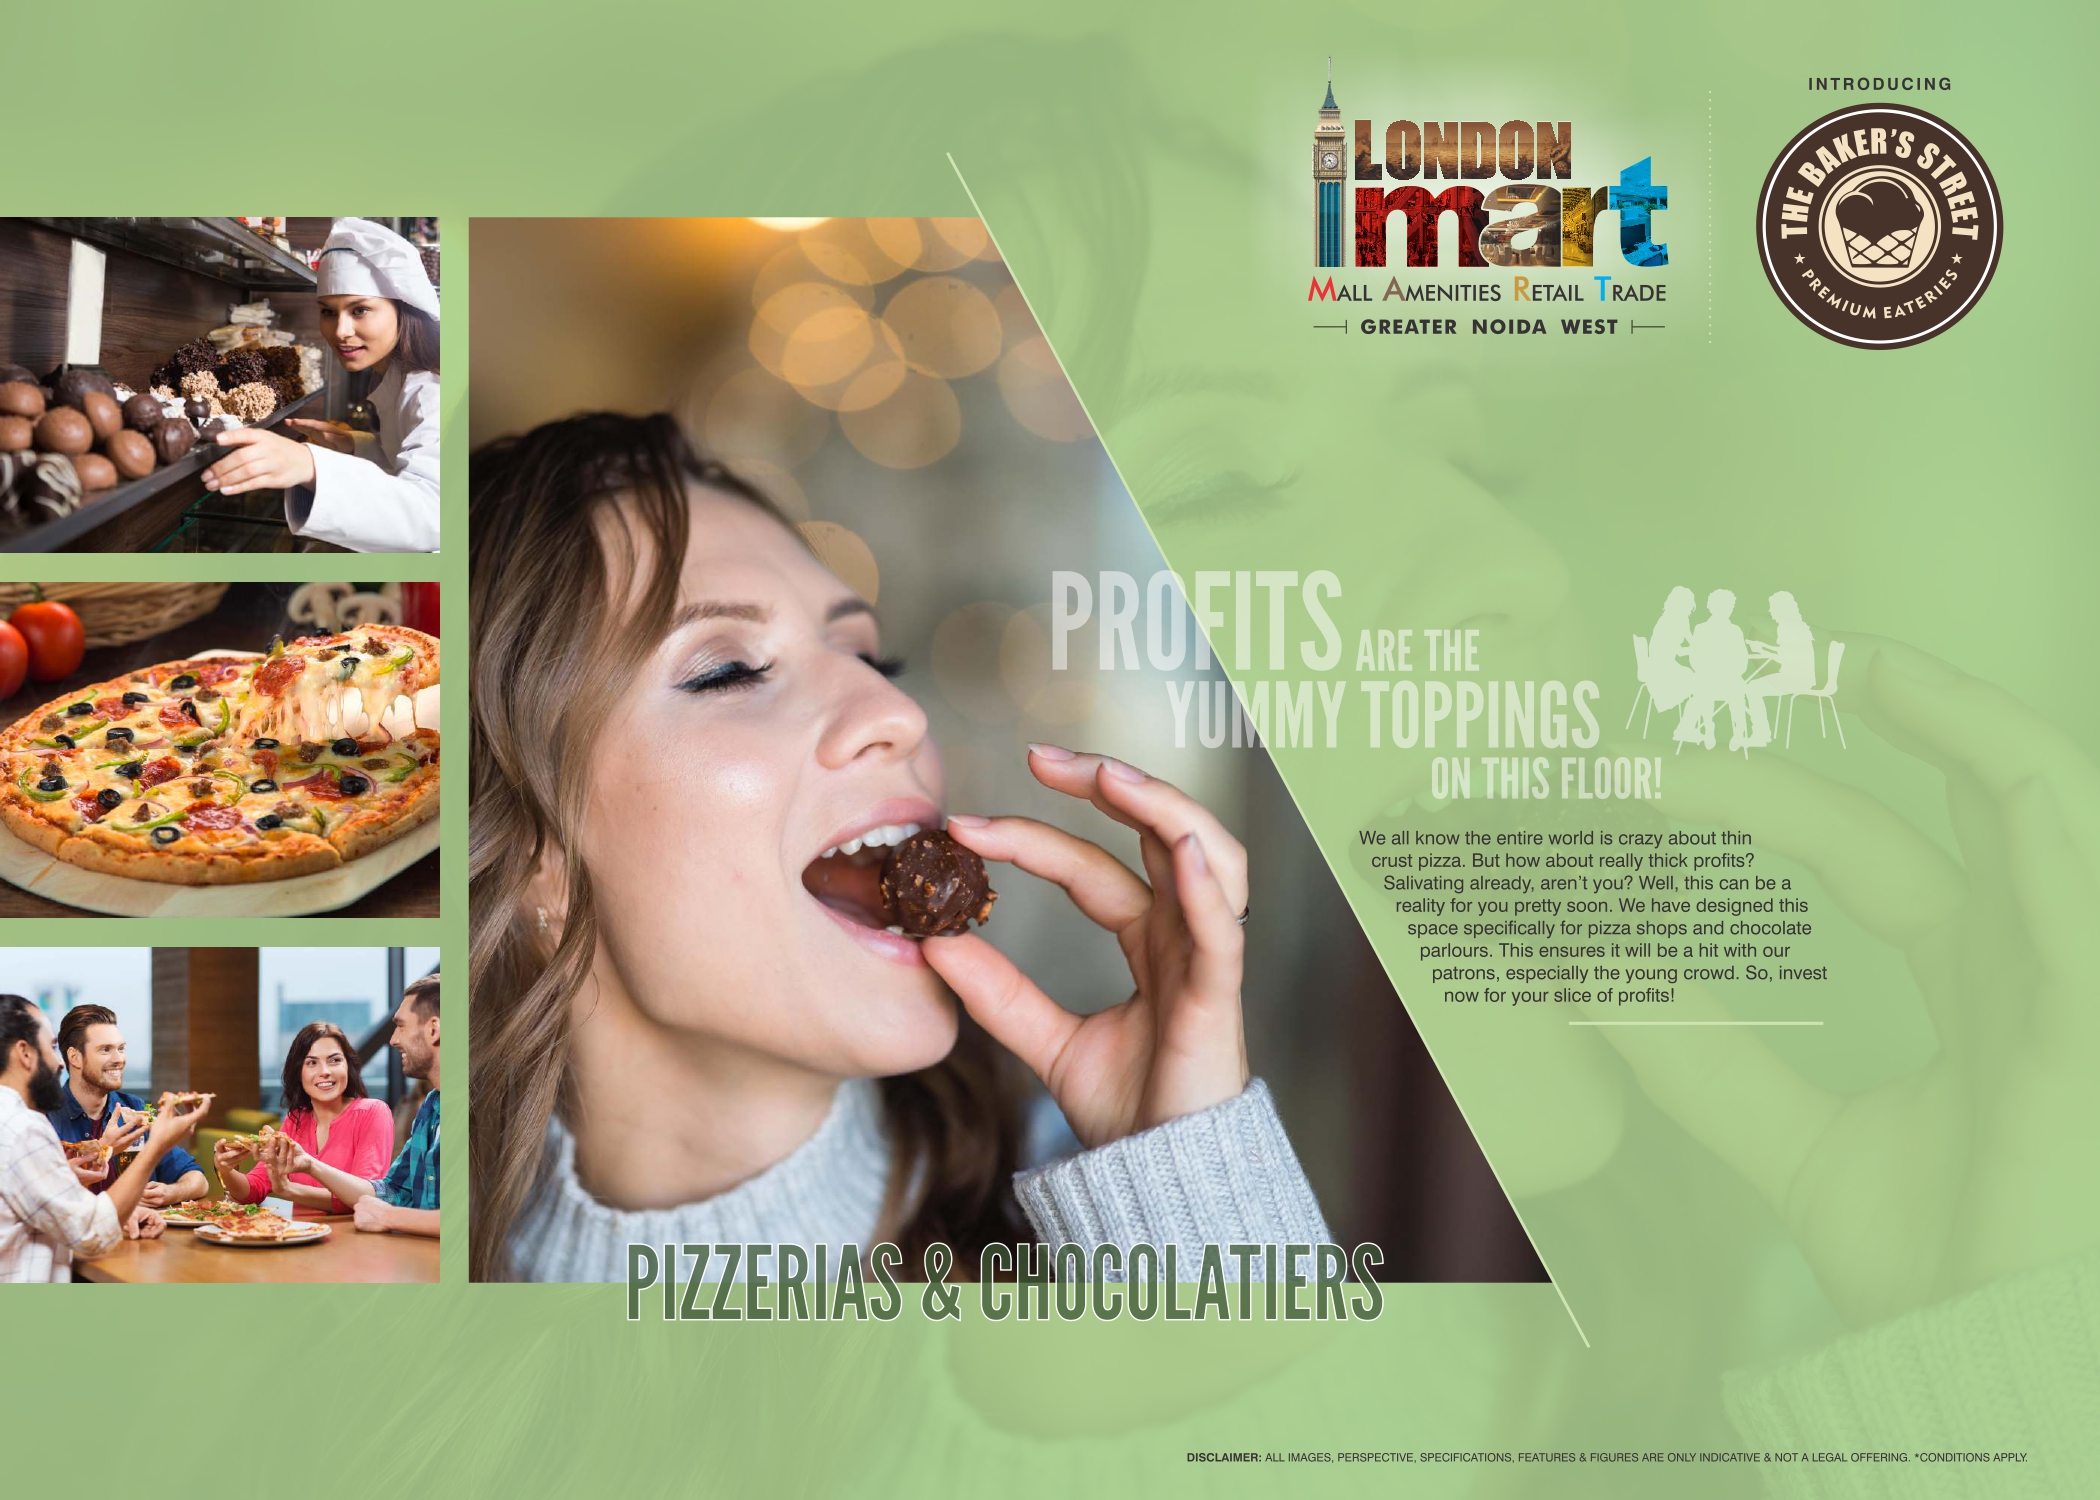 LONDON
mart
MALL AMENITIES RETAIL TRADE
GREATER NOIDA WEST
INTRODUCING
THE BAKER'S STREET
PREMIUM EATERIES
PROFITS ARE THE
YUMMY TOPPINGS
ON THIS FLOOR!
We all know the entire world is crazy about thin
crust pizza. But how about really thick profits?
Salivating already, aren't you? Well, this can be a
reality for you pretty soon. We have designed this
space specifically for pizza shops and chocolate
parlours. This ensures it will be a hit with our
patrons, especially the young crowd. So, invest
now for your slice of profits!
PIZZERIAS & CHOCOLATIERS
DISCLAIMER: ALL IMAGES, PERSPECTIVE, SPECIFICATIONS, FEATURES & FIGURES ARE ONLY INDICATIVE & NOT A LEGAL OFFERING. *CONDITIONS APPLY.